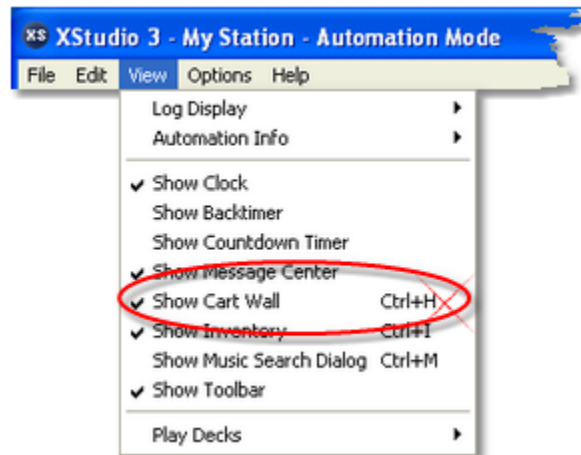 XS XStudio 3 - My Station - Automation Mode
File Edit View Options Help
Log Display
Automation Info
Show Clock
Show Backtimer
Show Countdown Timer
Show Message Center
Show Cart Wall Ctrl+H
Show Inventory Ctrl+I
Show Music Search Dialog Ctrl+M
Show Toolbar
Play Decks